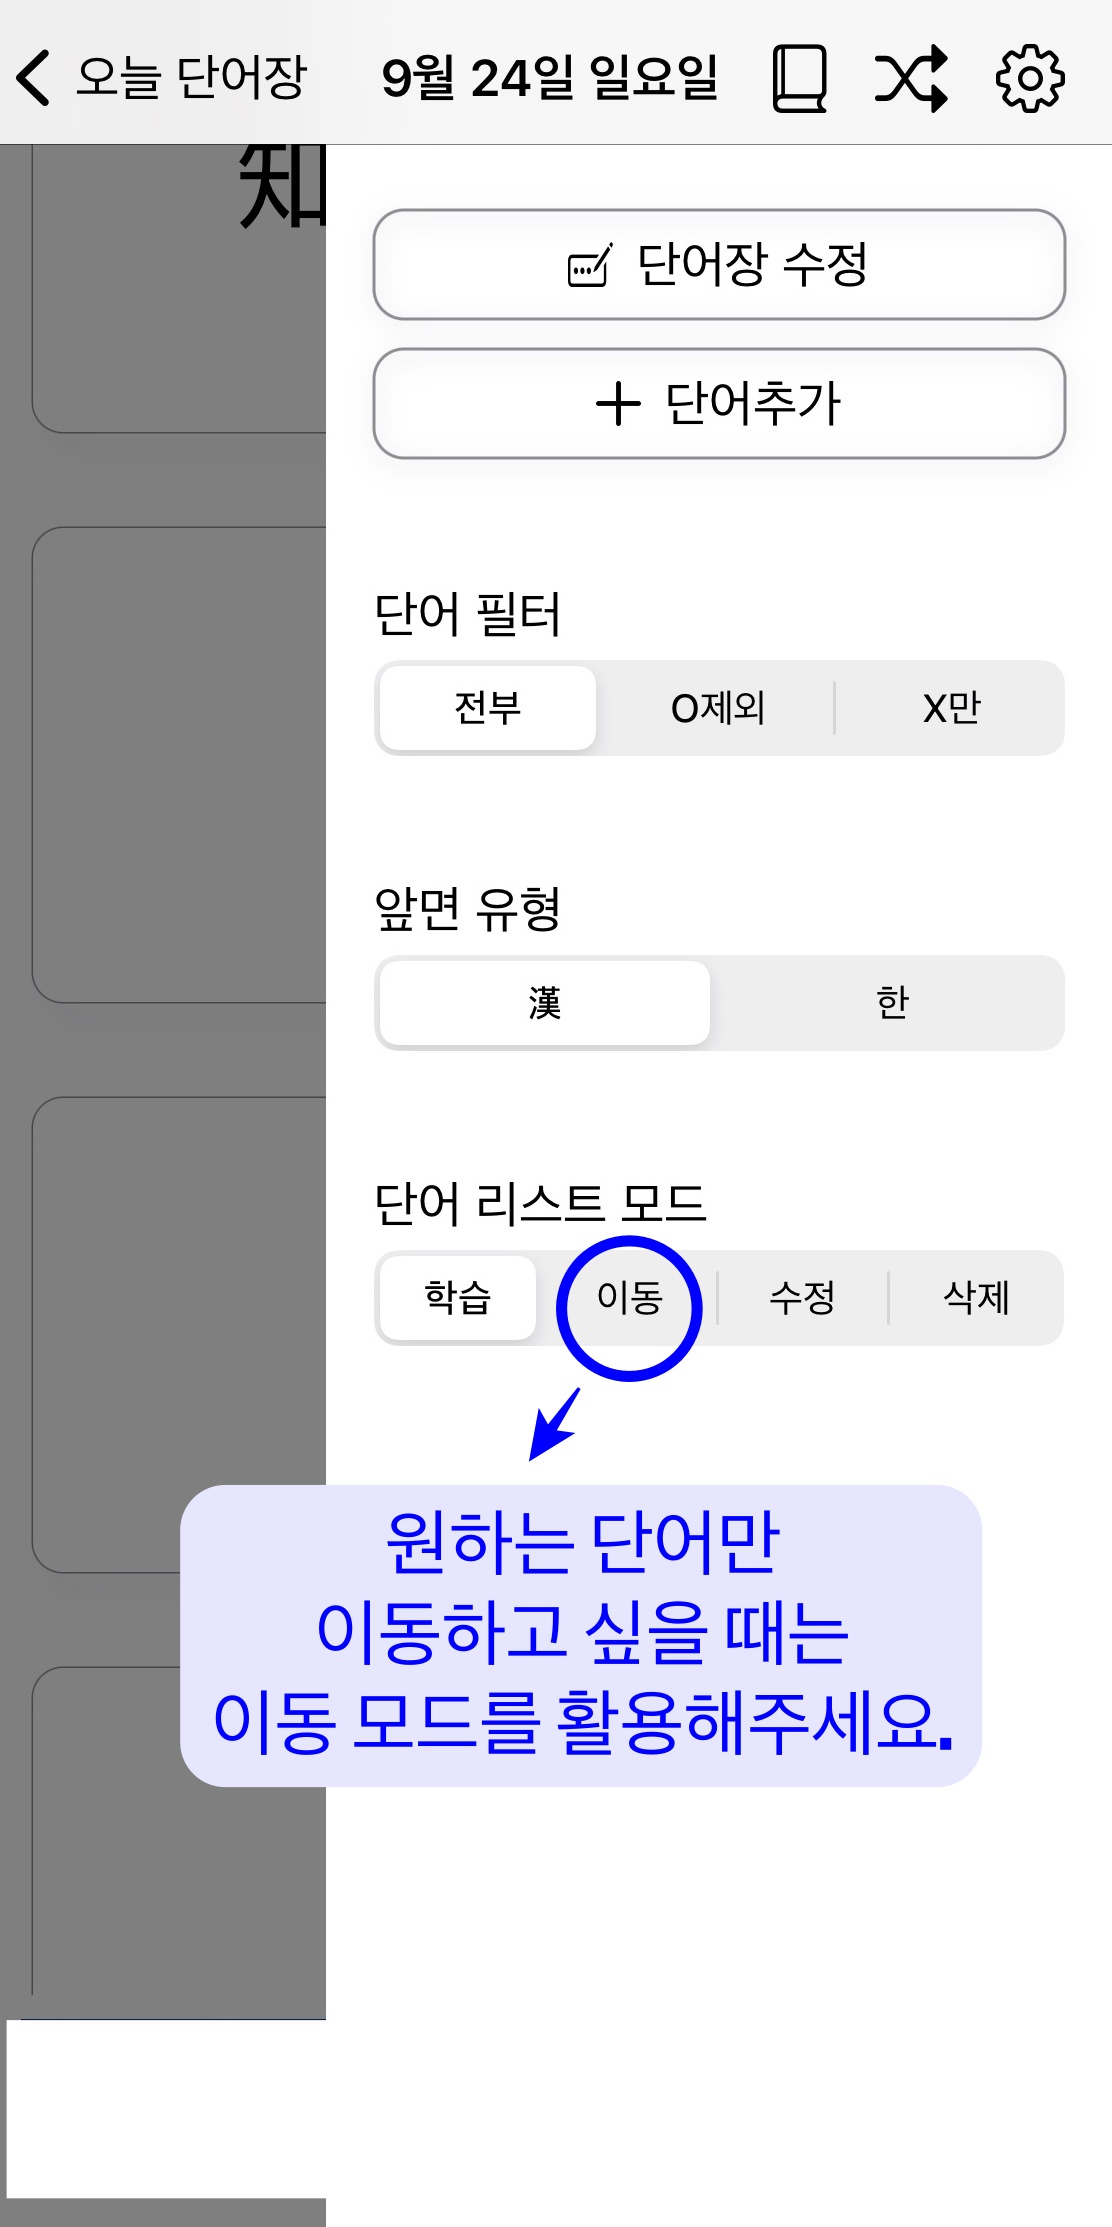 오늘 단어장
9월 24일 일요일
知
단어장 수정
단어추가
단어 필터
전부 O제외 X만
앞면 유형
漢 한
단어 리스트 모드
학습 이동 수정 삭제
원하는 단어만
이동하고 싶을 때는
이동 모드를 활용해주세요.